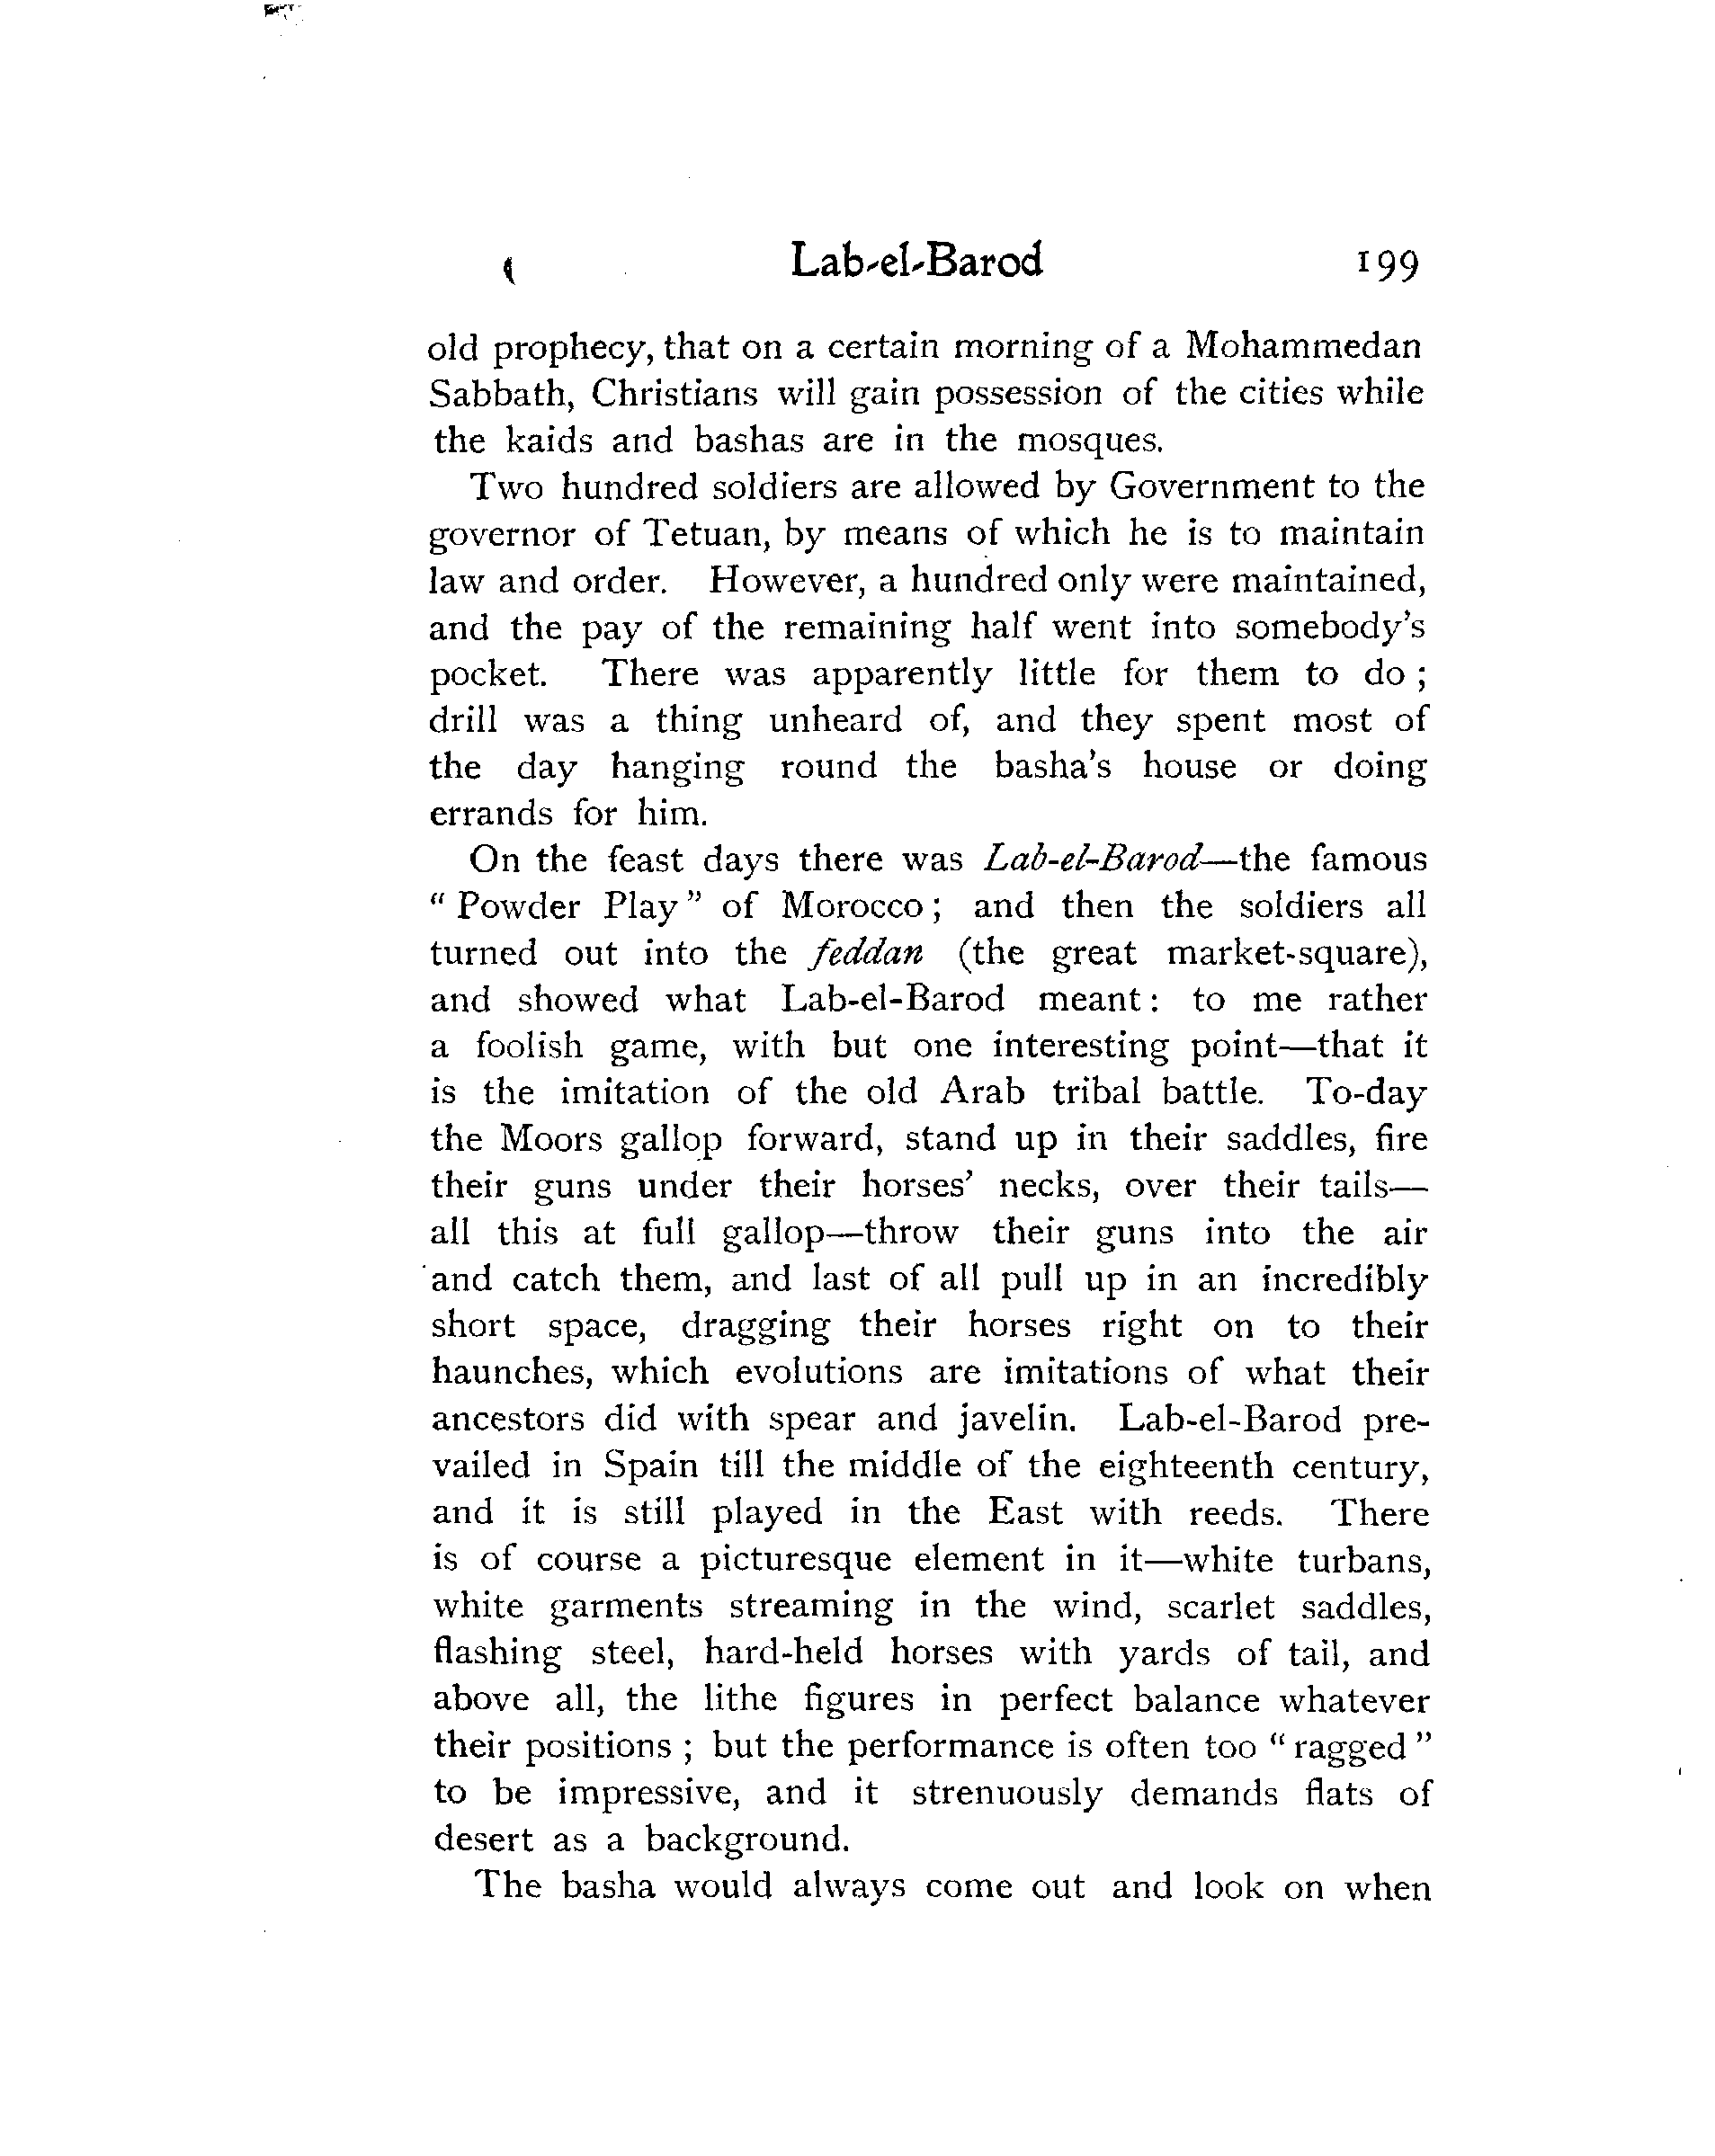 Lab-el-Barod 199
old prophecy, that on a certain morning of a Mohammedan
Sabbath, Christians will gain possession of the cities while
the kaids and bashas are in the mosques.
Two hundred soldiers are allowed by Government to the
governor of Tetuan, by means of which he is to maintain
law and order. However, a hundred only were maintained,
and the pay of the remaining half went into somebody's
pocket. There was apparently little for them to do ;
drill was a thing unheard of, and they spent most of
the day hanging round the basha's house or doing
errands for him.
On the feast days there was Lab-el-Barod—the famous
" Powder Play " of Morocco ; and then the soldiers all
turned out into the feddan (the great market-square),
and showed what Lab-el-Barod meant : to me rather
a foolish game, with but one interesting point—that it
is the imitation of the old Arab tribal battle. To-day
the Moors gallop forward, stand up in their saddles, fire
their guns under their horses' necks, over their tails—
all this at full gallop—throw their guns into the air
and catch them, and last of all pull up in an incredibly
short space, dragging their horses right on to their
haunches, which evolutions are imitations of what their
ancestors did with spear and javelin. Lab-el-Barod pre-
vailed in Spain till the middle of the eighteenth century,
and it is still played in the East with reeds. There
is of course a picturesque element in it—white turbans,
white garments streaming in the wind, scarlet saddles,
flashing steel, hard-held horses with yards of tail, and
above all, the lithe figures in perfect balance whatever
their positions ; but the performance is often too " ragged "
to be impressive, and it strenuously demands flats of
desert as a background.
The basha would always come out and look on when